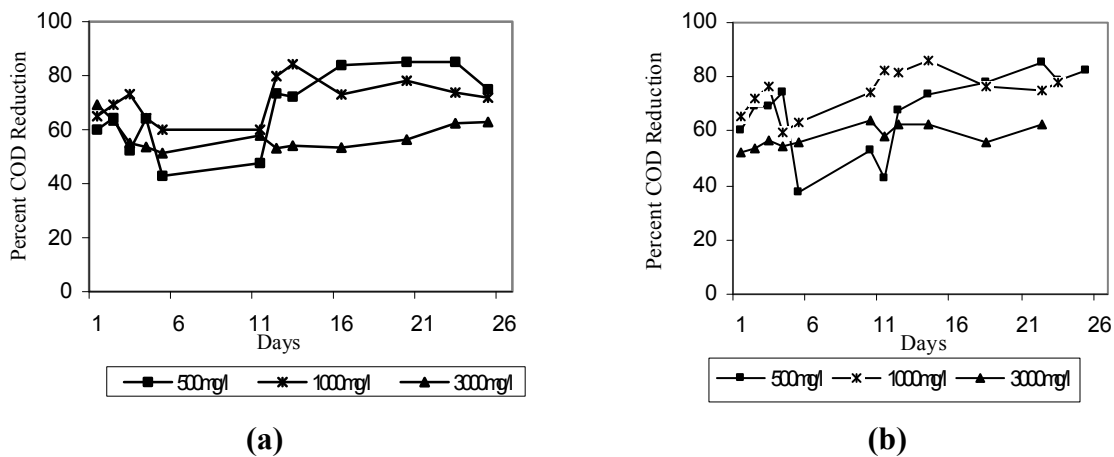 100
80
60
40
20
0
Percent COD Reduction
1 6 11 16 21 26
Days
500mg/l 1000mg/l 3000mg/l
(a)
100
80
60
40
20
0
Percent COD Reduction
1 6 11 16 21 26
Days
500mg/l 1000mg/l 3000mg/l
(b)